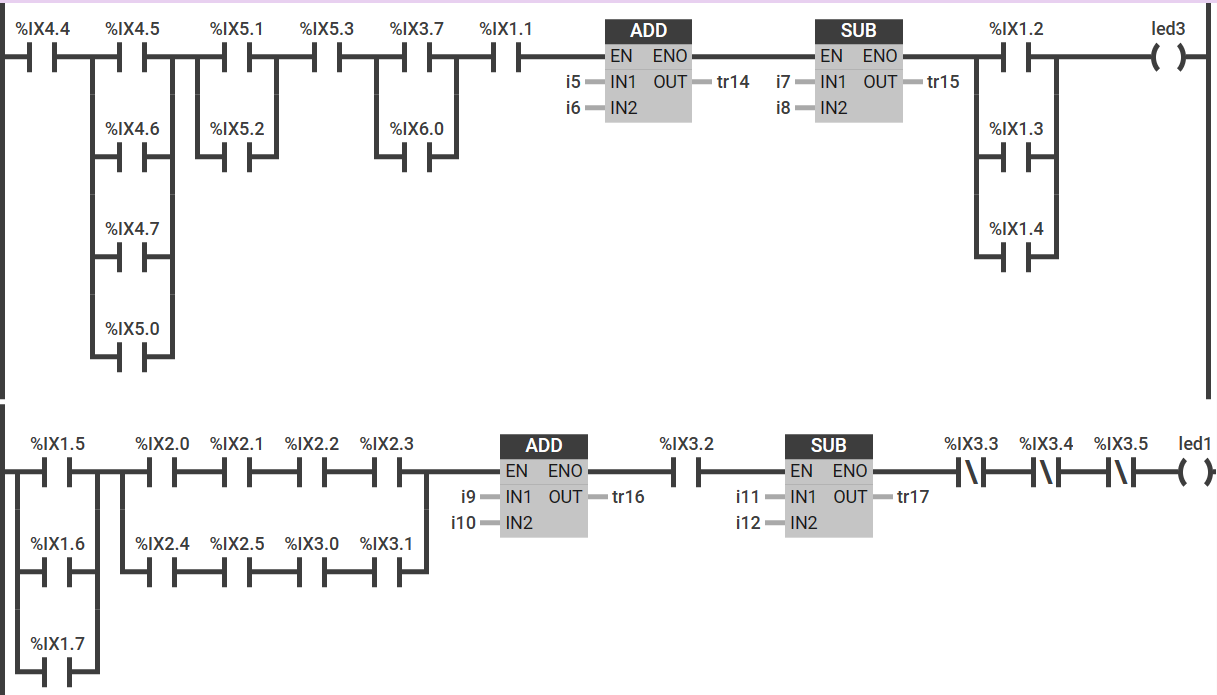 %IX4.4 %IX4.5 %IX5.1 %IX5.3 %IX3.7 %IX1.1 ADD SUB %IX1.2 led3
EN ENO EN ENO
i5 IN1 OUT tr14 i7 IN1 OUT tr15
i6 IN2 i8 IN2
%IX4.6 %IX5.2 %IX6.0 %IX1.3
%IX4.7 %IX1.4
%IX5.0
%IX1.5 %IX2.0 %IX2.1 %IX2.2 %IX2.3 ADD %IX3.2 SUB %IX3.3 %IX3.4 %IX3.5 led1
EN ENO EN ENO
i9 IN1 OUT tr16 i11 IN1 OUT tr17
i10 IN2 i12 IN2
%IX1.6 %IX2.4 %IX2.5 %IX3.0 %IX3.1
%IX1.7